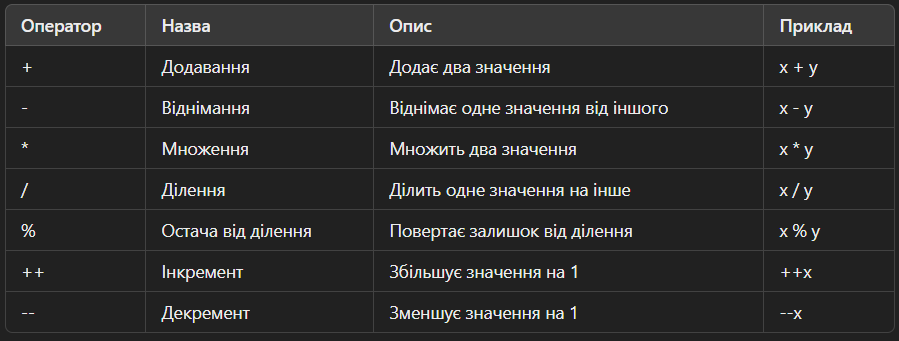 Оператор Назва Опис Приклад
+ Додавання Додає два значення x + y
- Віднімання Віднімає одне значення від іншого x - y
* Множення Множить два значення x * y
/ Ділення Ділить одне значення на інше x / y
% Остача від ділення Повертає залишок від ділення x % y
++ Інкремент Збільшує значення на 1 ++x
-- Декремент Зменшує значення на 1 --x